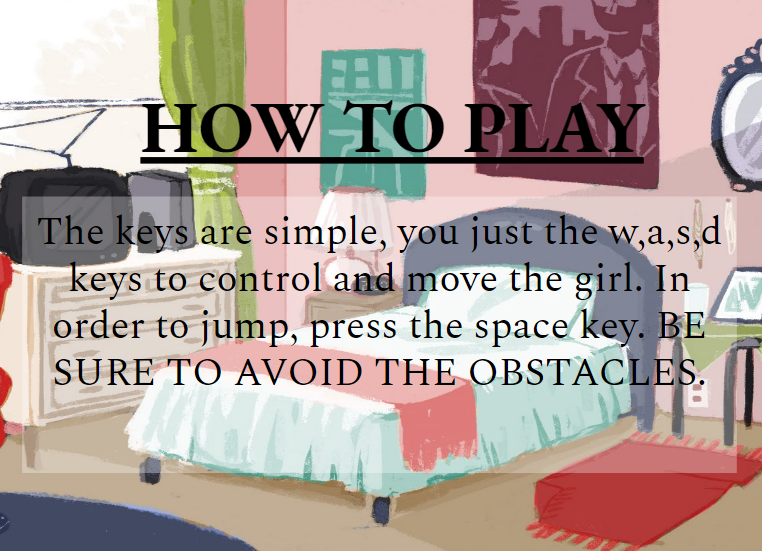 HOW TO PLAY
The keys are simple, you just the w,a,s,d
keys to control and move the girl. In
order to jump, press the space key. BE
SURE TO AVOID THE OBSTACLES.